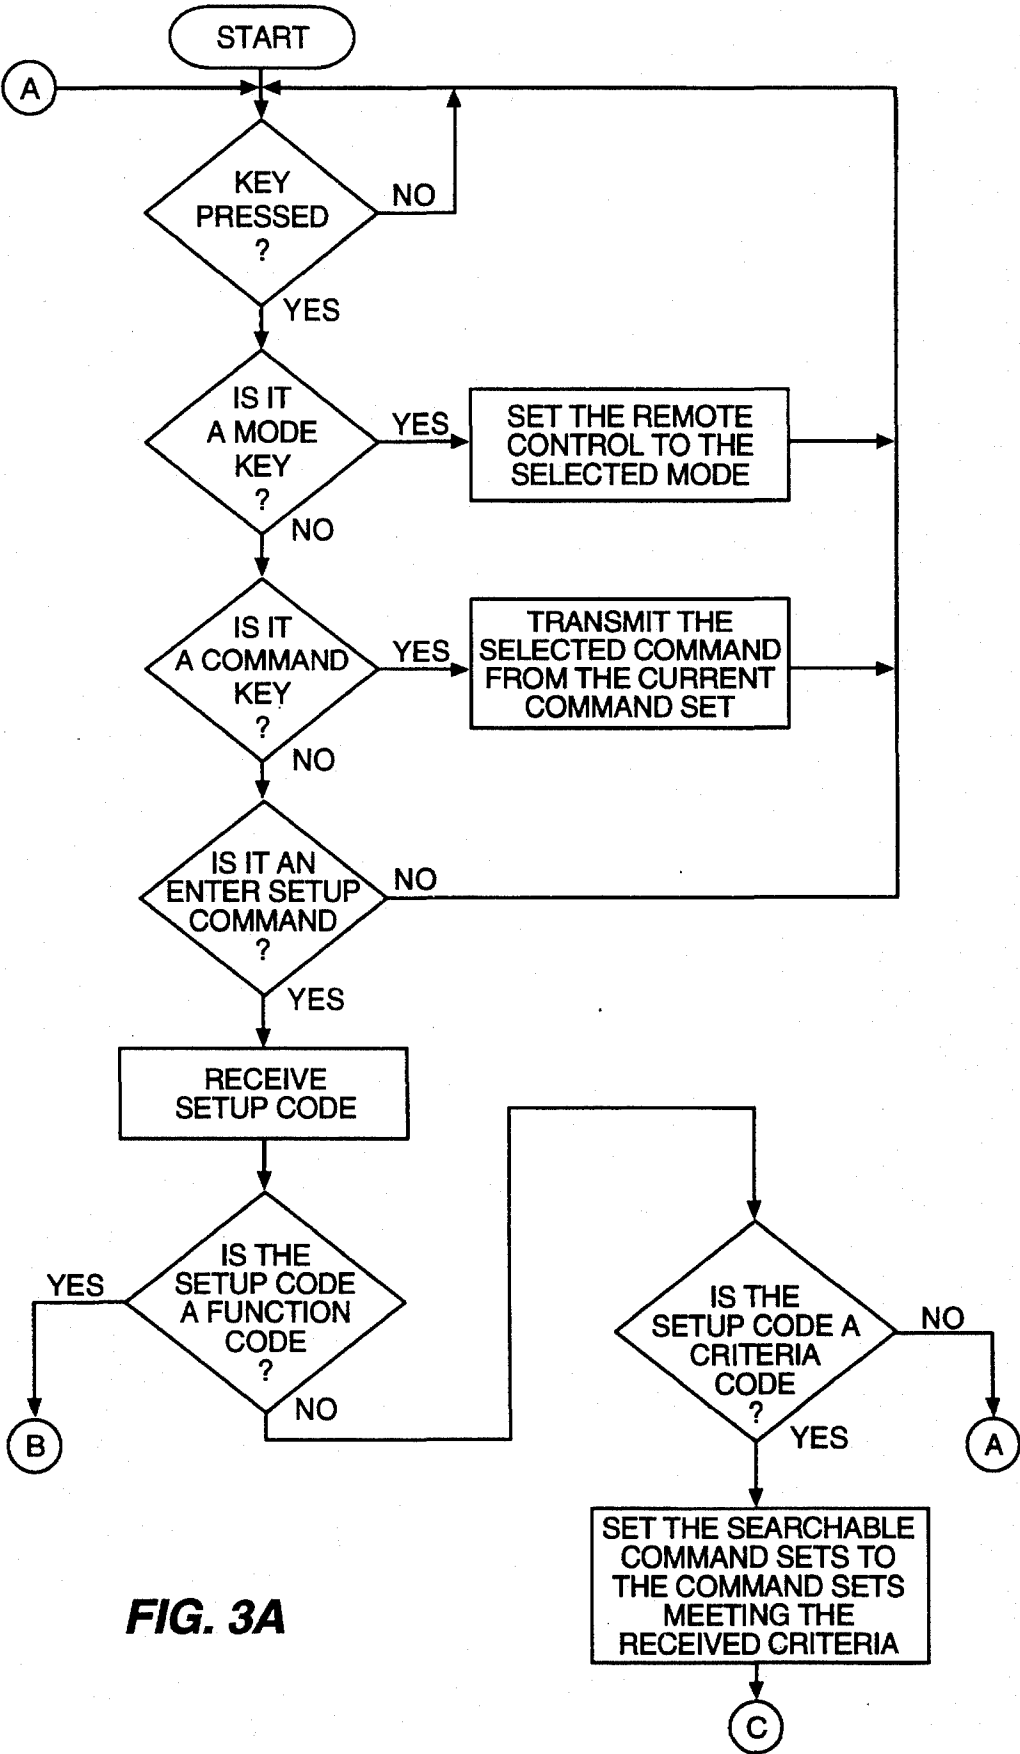 START
A
KEY
PRESSED
?
NO
YES
IS IT
A MODE
KEY
?
YES
SET THE REMOTE
CONTROL TO THE
SELECTED MODE
NO
IS IT
A COMMAND
KEY
?
YES
TRANSMIT THE
SELECTED COMMAND
FROM THE CURRENT
COMMAND SET
NO
IS IT AN
ENTER SETUP
COMMAND
?
NO
YES
RECEIVE
SETUP CODE
IS THE
SETUP CODE
A FUNCTION
CODE
?
YES
B
NO
IS THE
SETUP CODE A
CRITERIA
CODE
?
NO
A
YES
SET THE SEARCHABLE
COMMAND SETS TO
THE COMMAND SETS
MEETING THE
RECEIVED CRITERIA
C
FIG. 3A